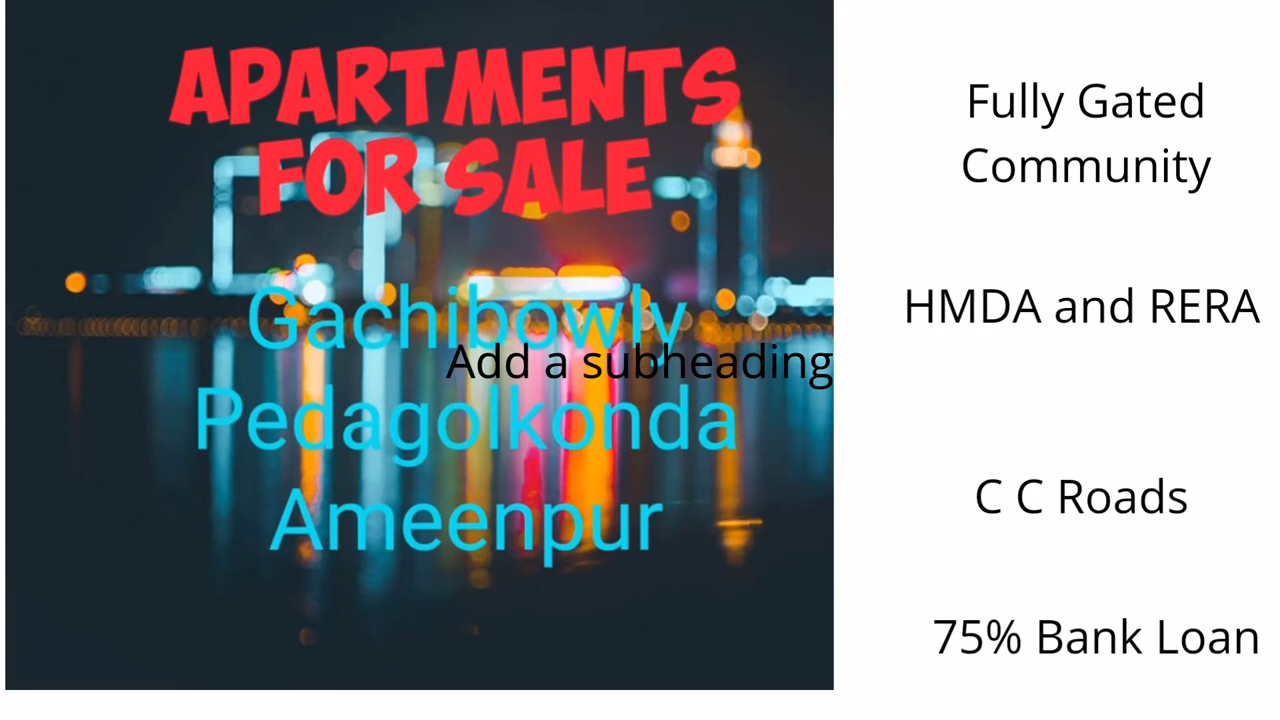 APARTMENTS
FOR SALE
Gachibowly
Add a subheading
Pedagolkonda
Ameenpur
Fully Gated
Community
HMDA and RERA
C C Roads
75% Bank Loan